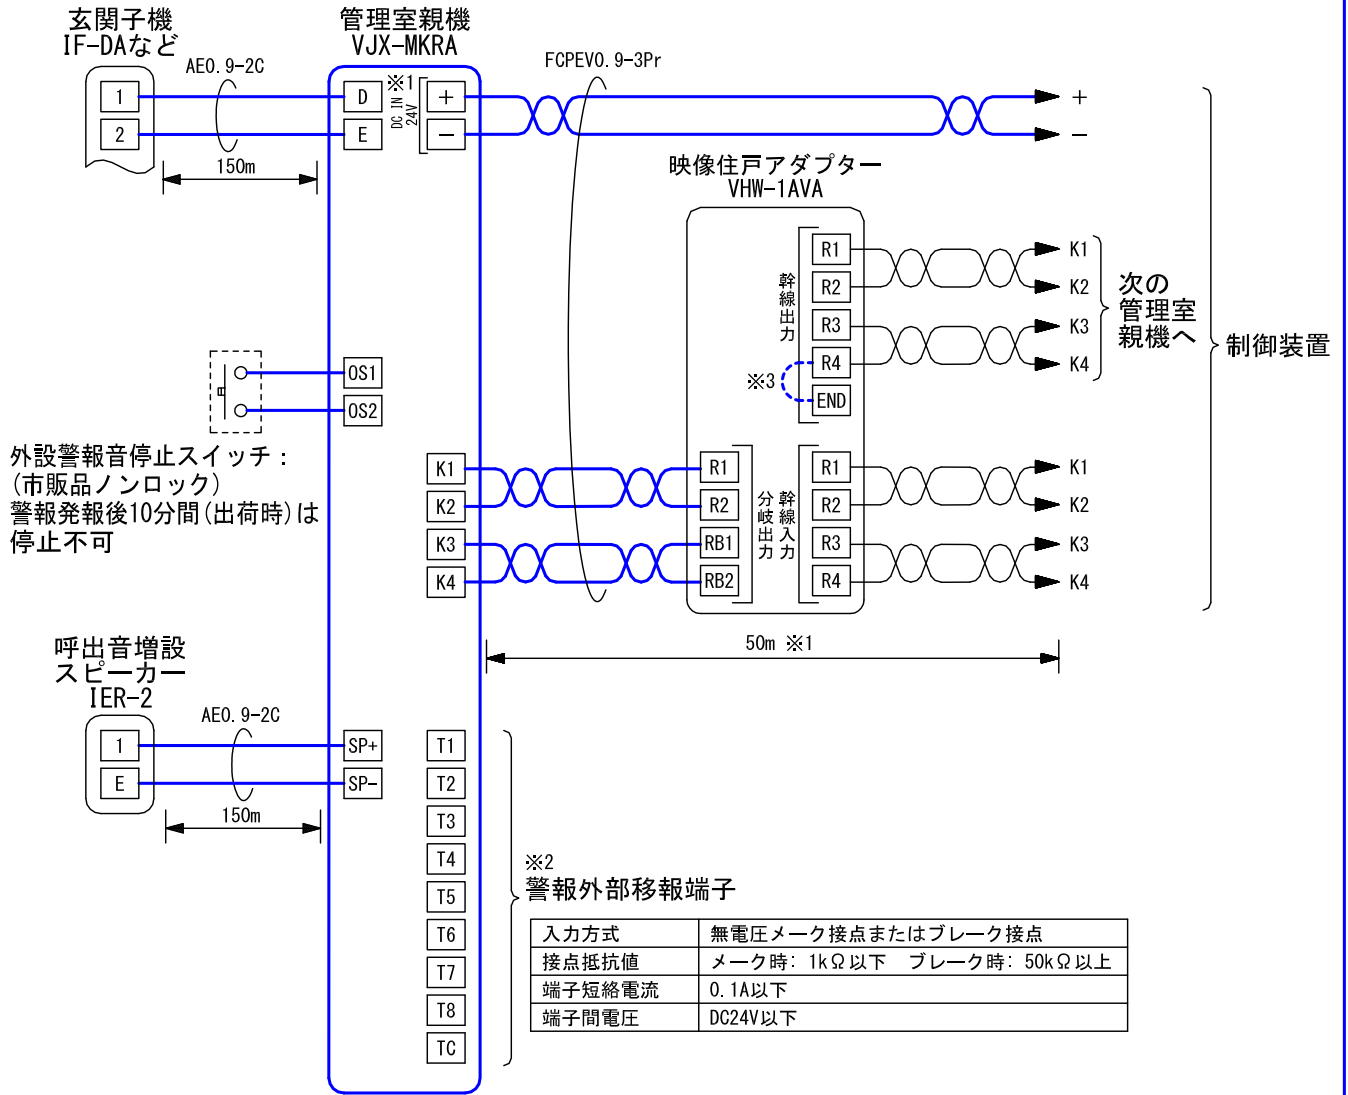 玄関子機
IF-DAなど
管理室親機
VJX-MKRA
AE0.9-2C
FCPEV0.9-3Pr
1
2
150m
D
E
※1
DC IN
24V
+
-
+
-
映像住戸アダプター
VHW-1AVA
幹線出力
R1
R2
R3
R4
END
※3
K1
K2
K3
K4
次の
管理室
親機へ
制御装置
OS1
OS2
外設警報音停止スイッチ：
(市販品ノンロック)
警報発報後10分間(出荷時)は
停止不可
K1
K2
K3
K4
R1
R2
RB1
RB2
分岐出力
幹線入力
R1
R2
R3
R4
K1
K2
K3
K4
50m ※1
呼出音増設
スピーカー
IER-2
AE0.9-2C
1
E
150m
SP+
SP-
T1
T2
T3
T4
T5
T6
T7
T8
TC
※2
警報外部移報端子
入力方式 無電圧メーク接点またはブレーク接点
接点抵抗値 メーク時：1kΩ以下 ブレーク時：50kΩ以上
端子短絡電流 0.1A以下
端子間電圧 DC24V以下